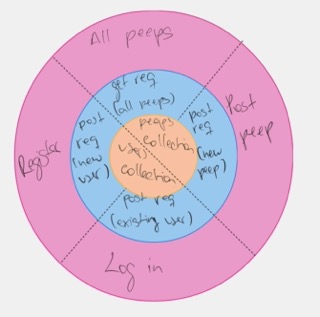 All peeps
get req
(all peeps)
Post
peep
post
req
(new
peep)
Register
post
req
(new
user)
peeps
collection
users
collection
post req
(existing user)
Log in